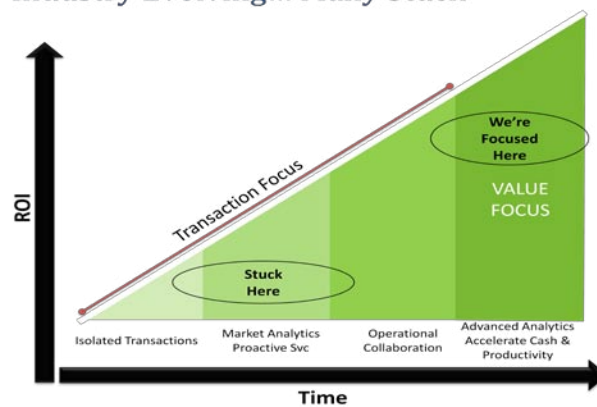 ROI
Transaction Focus
We're
Focused
Here
VALUE
FOCUS
Stuck
Here
Isolated Transactions
Market Analytics
Proactive Svc
Operational
Collaboration
Advanced Analytics
Accelerate Cash &
Productivity
Time